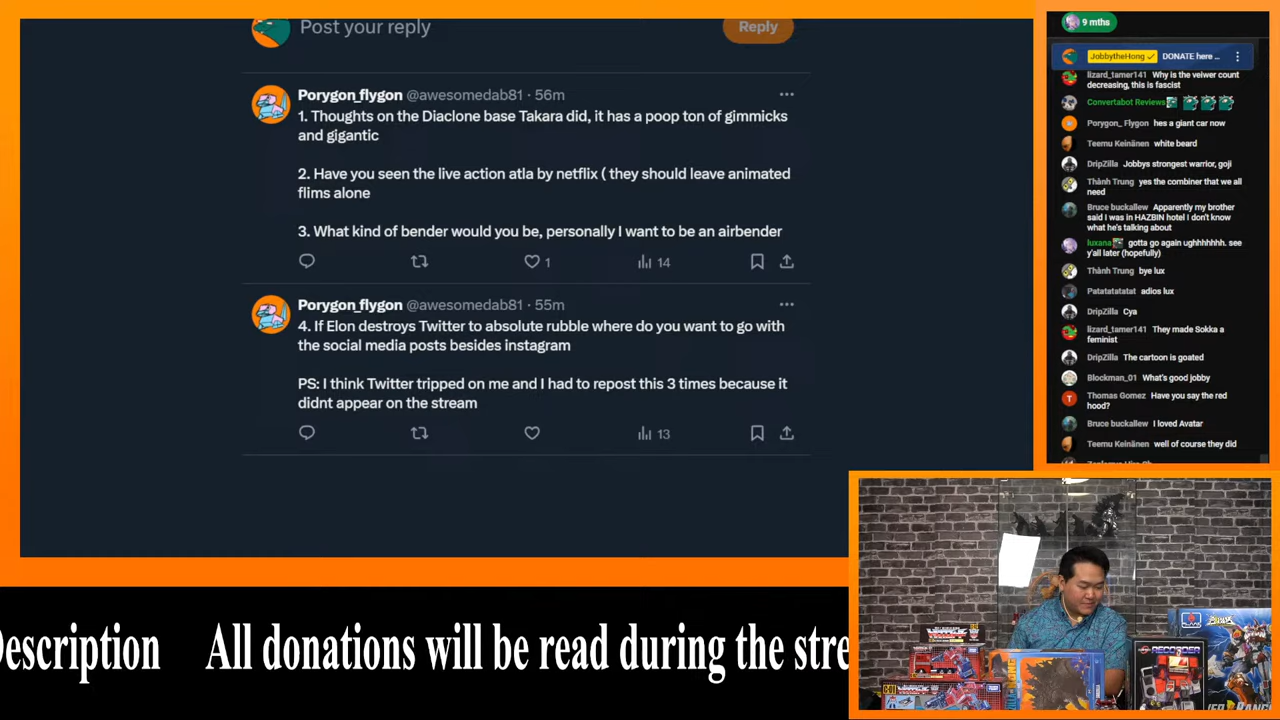 Post your reply
Reply
Porygon_flygon @awesomedab81 · 56m
1. Thoughts on the Diaclone base Takara did, it has a poop ton of gimmicks
and gigantic
2. Have you seen the live action atla by netflix ( they should leave animated
flims alone
3. What kind of bender would you be, personally I want to be an airbender
1
14
Porygon_flygon @awesomedab81 · 55m
4. If Elon destroys Twitter to absolute rubble where do you want to go with
the social media posts besides instagram
PS: I think Twitter tripped on me and I had to repost this 3 times because it
didnt appear on the stream
13
9 mths
JobbytheHong DONATE here ...
lizard_tamer141 Why is the veiwer count
decreasing, this is fascist
Convertabot Reviews
Porygon_ Flygon hes a giant car now
Teemu Keinänen white beard
DripZilla Jobbys strongest warrior, goji
Thành Trung yes the combiner that we all
need
Bruce buckallew Apparently my brother
said I was in HAZBIN hotel I don't know
what he's talking about
luxana gotta go again ughhhhhhh. see
y'all later (hopefully)
Thành Trung bye lux
Patatatatatat adios lux
DripZilla Cya
lizard_tamer141 They made Sokka a
feminist
DripZilla The cartoon is goated
Blockman_01 What's good jobby
Thomas Gomez Have you say the red
hood?
Bruce buckallew I loved Avatar
Teemu Keinänen well of course they did
RECORDER
Description All donations will be read during the stre